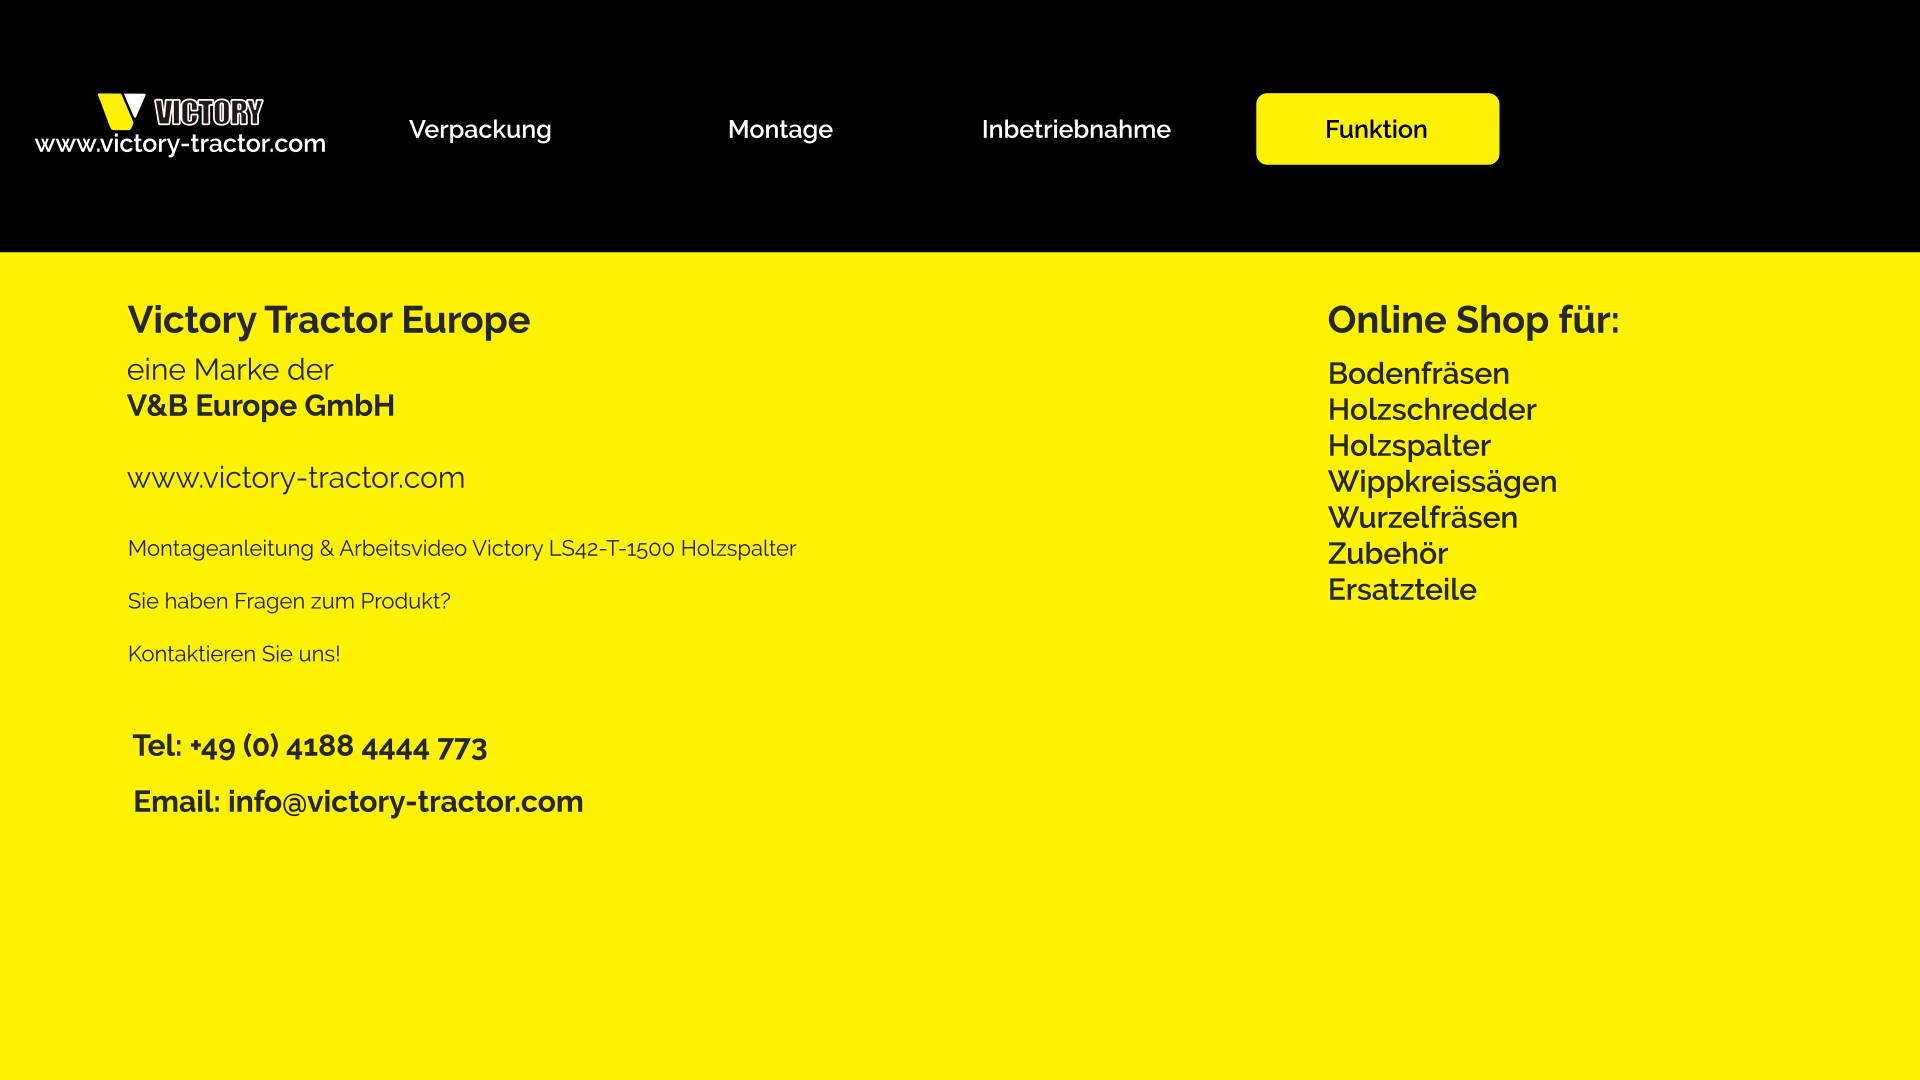 VICTORY
www.victory-tractor.com
Verpackung
Montage
Inbetriebnahme
Funktion
Victory Tractor Europe
eine Marke der
V&B Europe GmbH
www.victory-tractor.com
Montageanleitung & Arbeitsvideo Victory LS42-T-1500 Holzspalter
Sie haben Fragen zum Produkt?
Kontaktieren Sie uns!
Tel: +49 (0) 4188 4444 773
Email: info@victory-tractor.com
Online Shop für:
Bodenfräsen
Holzschredder
Holzspalter
Wippkreissägen
Wurzelfräsen
Zubehör
Ersatzteile